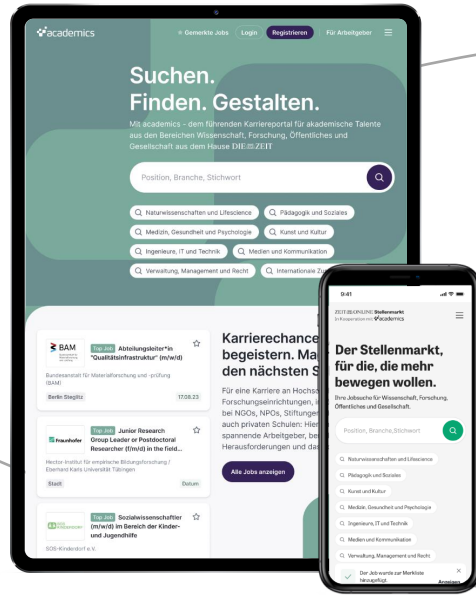 academics
Gemerkte Jobs
Login
Registrieren
Für Arbeitgeber
Suchen.
Finden. Gestalten.
Mit academics - dem führenden Karriereportal für akademische Talente
aus den Bereichen Wissenschaft, Forschung, Öffentliches und
Gesellschaft aus dem Hause DIE ZEIT
Position, Branche, Stichwort
Naturwissenschaften und Lifescience
Pädagogik und Soziales
Medizin, Gesundheit und Psychologie
Kunst und Kultur
Ingenieure, IT und Technik
Medien und Kommunikation
Verwaltung, Management und Recht
Internationale
BAM
Top Job Abteilungsleiter*in
"Qualitätsinfrastruktur" (m/w/d)
Bundesanstalt für Materialforschung und -prüfung
(BAM)
Berlin Steglitz
17.06.23
Fraunhofer
Top Job Junior Research
Group Leader or Postdoctoral
Researcher (f/m/d) in the field...
Hector-Institut für empirische Bildungsforschung /
Eberhard Karls Universität Tübingen
Stadt
Datum
SOS
KINDERDORF
Top Job Sozialwissenschaftler
(m/w/d) im Bereich der Kinder-
und Jugendhilfe
SOS-Kinderdorf e.V.
Karrierechance
begeistern. Ma
den nächsten S
Für eine Karriere an Hochs
Forschungseinrichtungen, i
bei NGOs, NPOs, Stiftunge
auch privaten Schulen: Hier
spannende Arbeitgeber, be
Herausforderungen und das
Alle Jobs anzeigen
9:41
ZEIT ONLINE Stellenmarkt
In Kooperation mit academics
Der Stellenmarkt,
für die, die mehr
bewegen wollen.
Ihre Jobsuche für Wissenschaft, Forschung,
Öffentliches und Gesellschaft.
Position, Branche,Stichwort
Naturwissenschaften und Lifescience
Pädagogik und Soziales
Kunst und Kultur
Medizin, Gesundheit und Psychologie
Ingenieure, IT und Technik
Medien und Kommunikation
Verwaltung, Management und Recht
Der Job wurde zur Merkliste
hinzugefügt.
Anzeigen